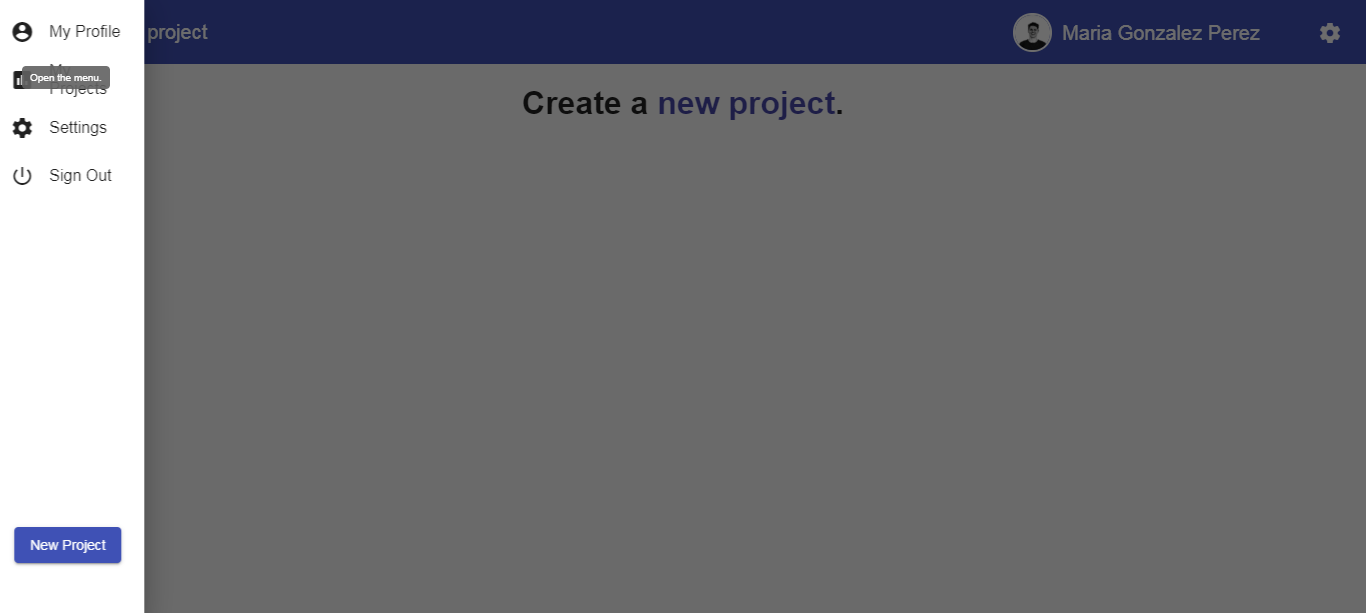 My Profile
project
Maria Gonzalez Perez
Open the menu.
Projects
Settings
Sign Out
Create a new project.
New Project